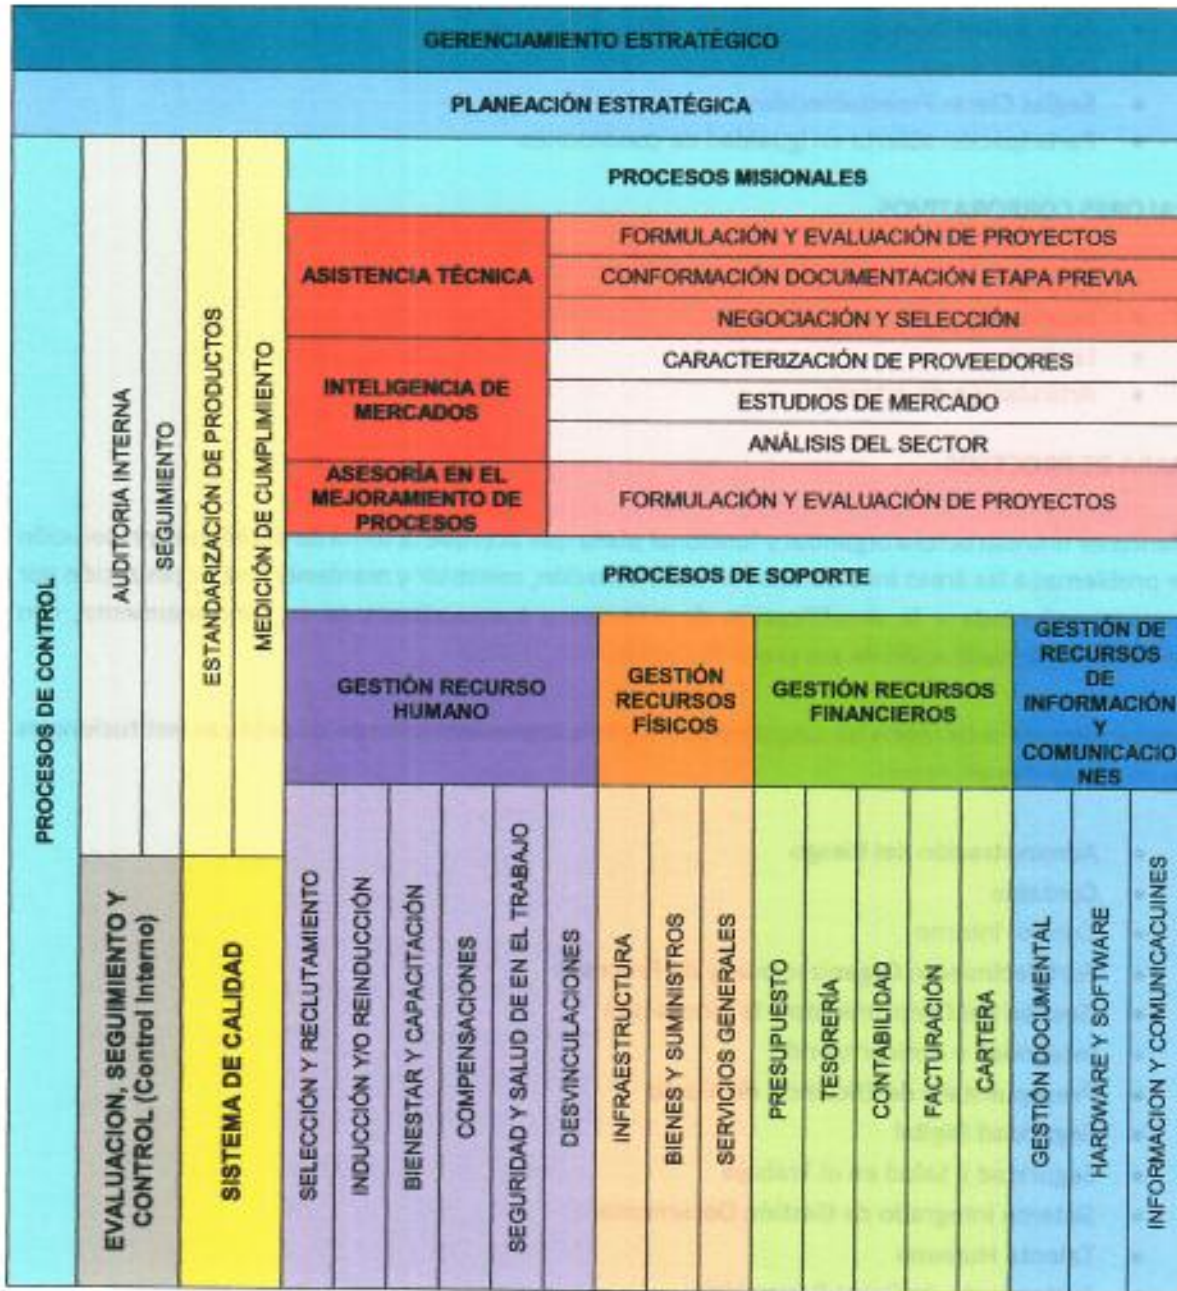 GERENCIAMIENTO ESTRATÉGICO
PLANEACIÓN ESTRATÉGICA
PROCESOS DE CONTROL
AUDITORIA INTERNA
SEGUIMIENTO
EVALUACION, SEGUIMIENTO Y
CONTROL (Control Interno)
ESTANDARIZACIÓN DE PRODUCTOS
MEDICIÓN DE CUMPLIMIENTO
SISTEMA DE CALIDAD
PROCESOS MISIONALES
ASISTENCIA TÉCNICA
FORMULACIÓN Y EVALUACIÓN DE PROYECTOS
CONFORMACIÓN DOCUMENTACIÓN ETAPA PREVIA
NEGOCIACIÓN Y SELECCIÓN
INTELIGENCIA DE
MERCADOS
CARACTERIZACIÓN DE PROVEEDORES
ESTUDIOS DE MERCADO
ANÁLISIS DEL SECTOR
ASESORÍA EN EL
MEJORAMIENTO DE
PROCESOS
FORMULACIÓN Y EVALUACIÓN DE PROYECTOS
PROCESOS DE SOPORTE
GESTIÓN RECURSO
HUMANO
SELECCIÓN Y RECLUTAMIENTO
INDUCCIÓN Y/O REINDUCCIÓN
BIENESTAR Y CAPACITACIÓN
COMPENSACIONES
SEGURIDAD Y SALUD DE EN EL TRABAJO
DESVINCULACIONES
GESTIÓN
RECURSOS
FÍSICOS
INFRAESTRUCTURA
BIENES Y SUMINISTROS
SERVICIOS GENERALES
GESTIÓN RECURSOS
FINANCIEROS
PRESUPUESTO
TESORERÍA
CONTABILIDAD
FACTURACIÓN
CARTERA
GESTIÓN DE
RECURSOS
DE
INFORMACIÓN
Y
COMUNICACIO
NES
GESTIÓN DOCUMENTAL
HARDWARE Y SOFTWARE
INFORMACION Y COMUNICACUINES